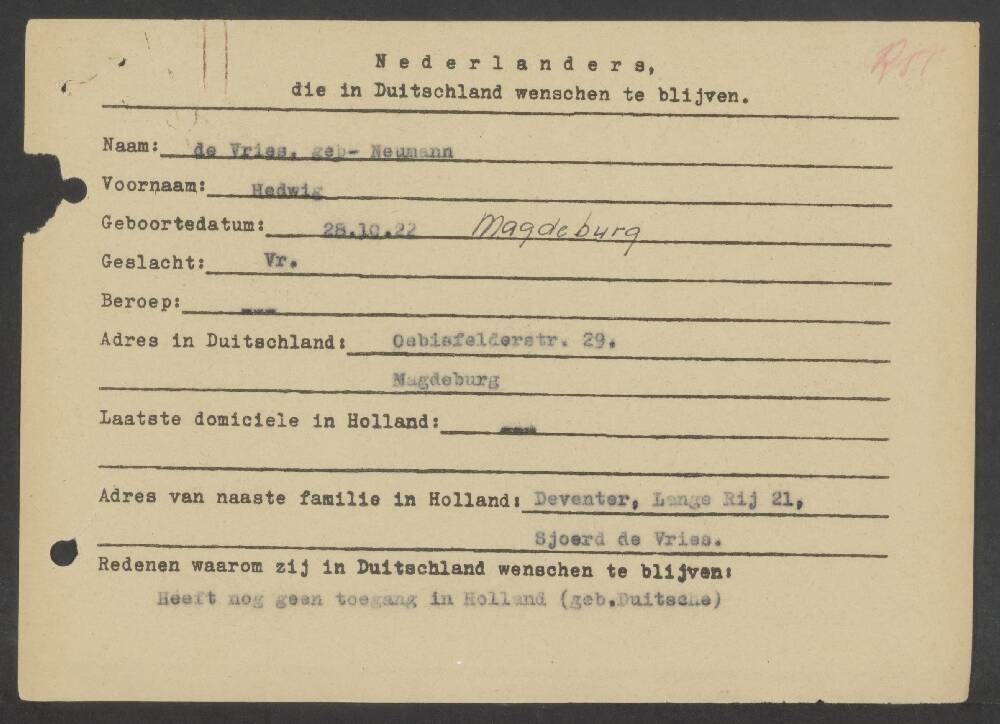 Nederlanders,
die in Duitschland wenschen te blijven.
Naam: de Vries, geb- Neumann
Voornaam: Hedwig
Geboortedatum: 28.10.22 Magdeburg
Geslacht: Vr.
Beroep: ---
Adres in Duitschland: Oebisfelderstr. 29.
Magdeburg
Laatste domiciele in Holland: ---
Adres van naaste familie in Holland: Deventer, Lange Rij 21,
Sjoerd de Vries.
Redenen waarom zij in Duitschland wenschen te blijven:
Heeft nog geen toegang in Holland (geb.Duitsche)